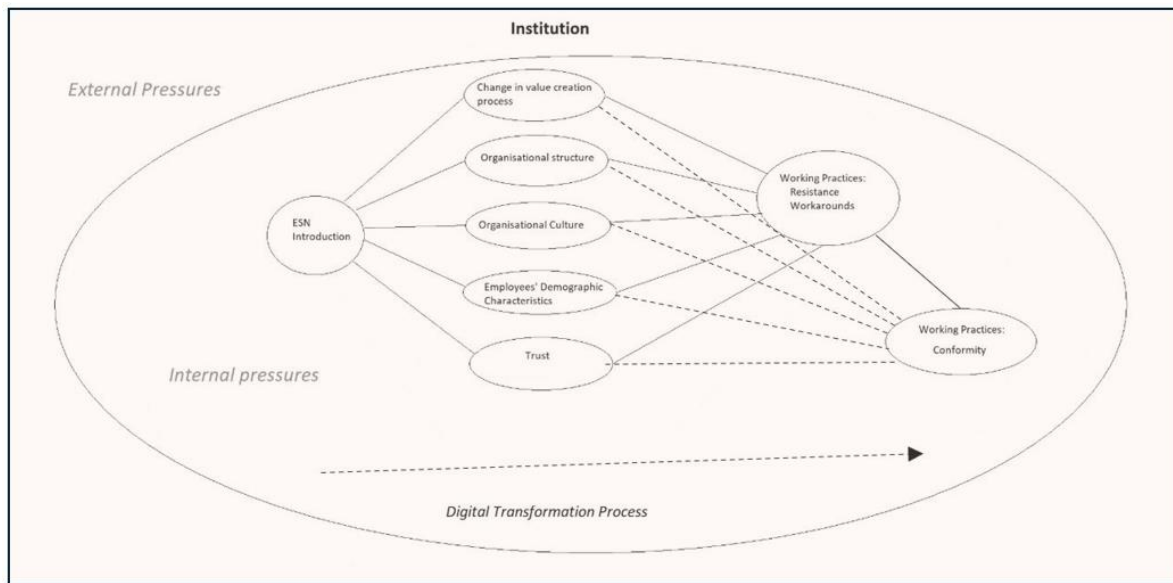 Institution
External Pressures
Change in value creation
process
Organisational structure
Working Practices:
Resistance
Workarounds
ESN
Introduction
Organisational Culture
Employees' Demographic
Characteristics
Working Practices:
Conformity
Trust
Internal pressures
Digital Transformation Process